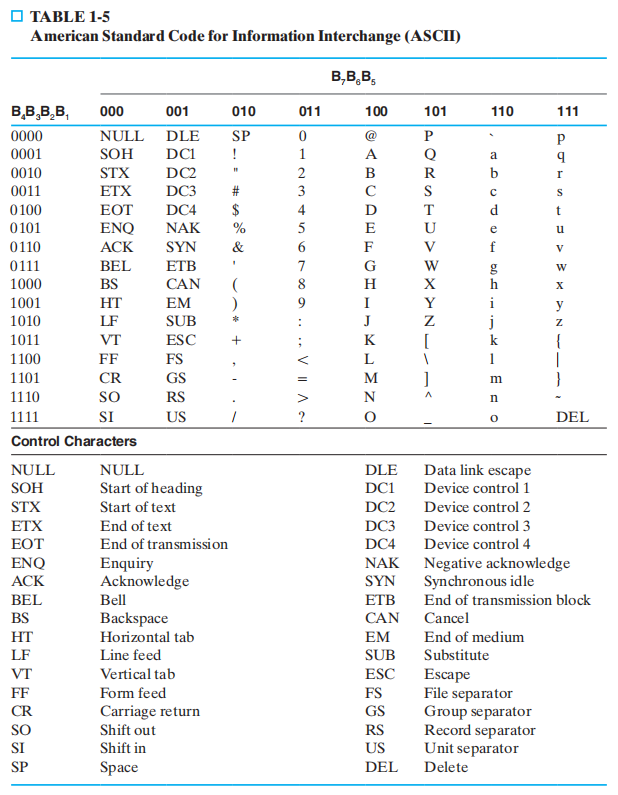 TABLE 1-5
American Standard Code for Information Interchange (ASCII)
B₇B₆B₅
B₄B₃B₂B₁ 000 001 010 011 100 101 110 111
0000 NULL DLE SP 0 @ P ` p
0001 SOH DC1 ! 1 A Q a q
0010 STX DC2 " 2 B R b r
0011 ETX DC3 # 3 C S c s
0100 EOT DC4 $ 4 D T d t
0101 ENQ NAK % 5 E U e u
0110 ACK SYN & 6 F V f v
0111 BEL ETB ' 7 G W g w
1000 BS CAN ( 8 H X h x
1001 HT EM ) 9 I Y i y
1010 LF SUB * : J Z j z
1011 VT ESC + ; K [ k {
1100 FF FS , < L \ l |
1101 CR GS - = M ] m }
1110 SO RS . > N ^ n ~
1111 SI US / ? O _ o DEL
Control Characters
NULL NULL DLE Data link escape
SOH Start of heading DC1 Device control 1
STX Start of text DC2 Device control 2
ETX End of text DC3 Device control 3
EOT End of transmission DC4 Device control 4
ENQ Enquiry NAK Negative acknowledge
ACK Acknowledge SYN Synchronous idle
BEL Bell ETB End of transmission block
BS Backspace CAN Cancel
HT Horizontal tab EM End of medium
LF Line feed SUB Substitute
VT Vertical tab ESC Escape
FF Form feed FS File separator
CR Carriage return GS Group separator
SO Shift out RS Record separator
SI Shift in US Unit separator
SP Space DEL Delete